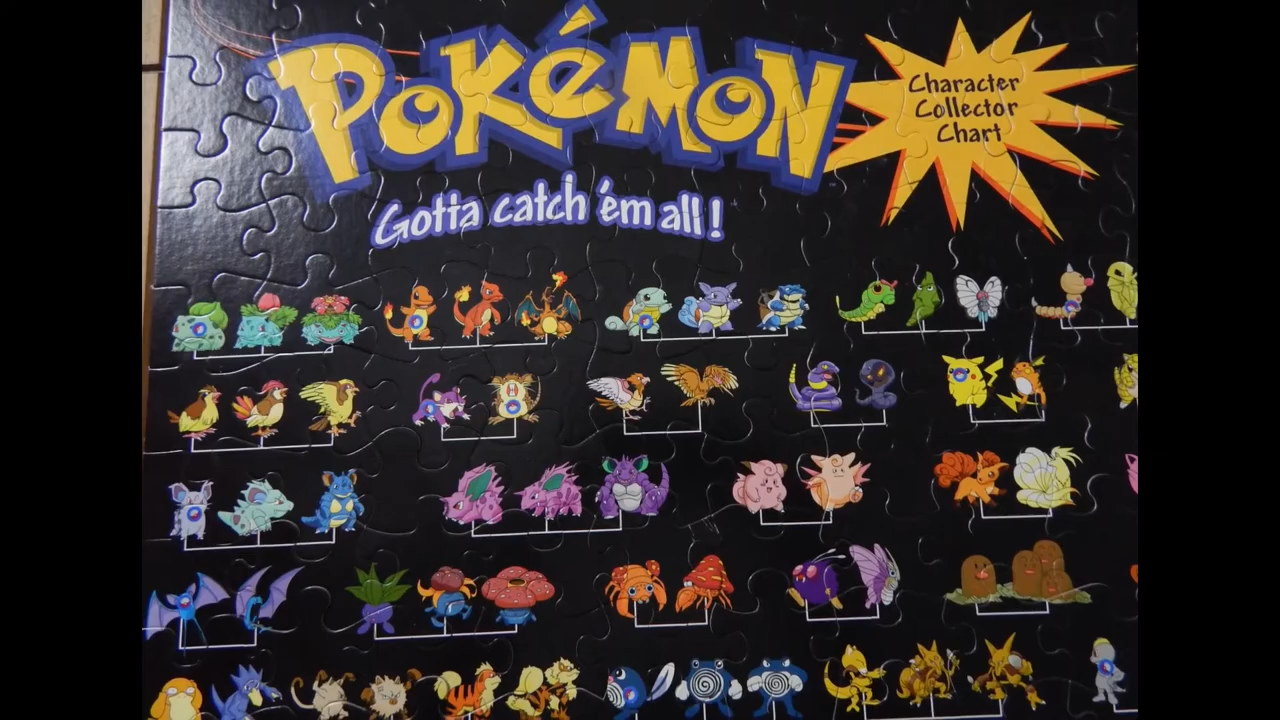 POKéMON
Gotta catch 'em all!
Character
Collector
Chart